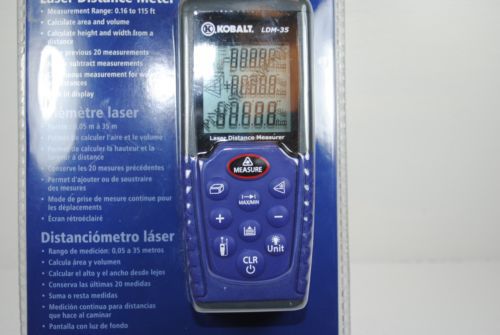 Laser Distance Meter
• Measurement Range: 0.16 to 115 ft
• Calculate area and volume
• Calculate height and width from a
distance
previous 20 measurements
subtract measurements
measurement for
distances
display
laser
0,05 m à 35 m
de calculer l'aire et le volume
• Permet de calculer la hauteur et la
à distance
• Conserve les 20 mesures précédentes
• Permet d'ajouter ou de soustraire
des mesures
• Mode de prise de mesure continue pour
les déplacements
• Écran rétroéclairé
Distanciómetro láser
• Rango de medición: 0,05 a 35 metros
• Calcula área y volumen
• Calcular el alto y el ancho desde lejos
• Conserva las últimas 20 medidas
• Suma o resta medidas
• Medición continua para distancias
que hace al caminar
• Pantalla con luz de fondo
KOBALT. LDM-35
Laser Distance Measurer
MEASURE
MAX/MIN
+
−
Unit
CLR